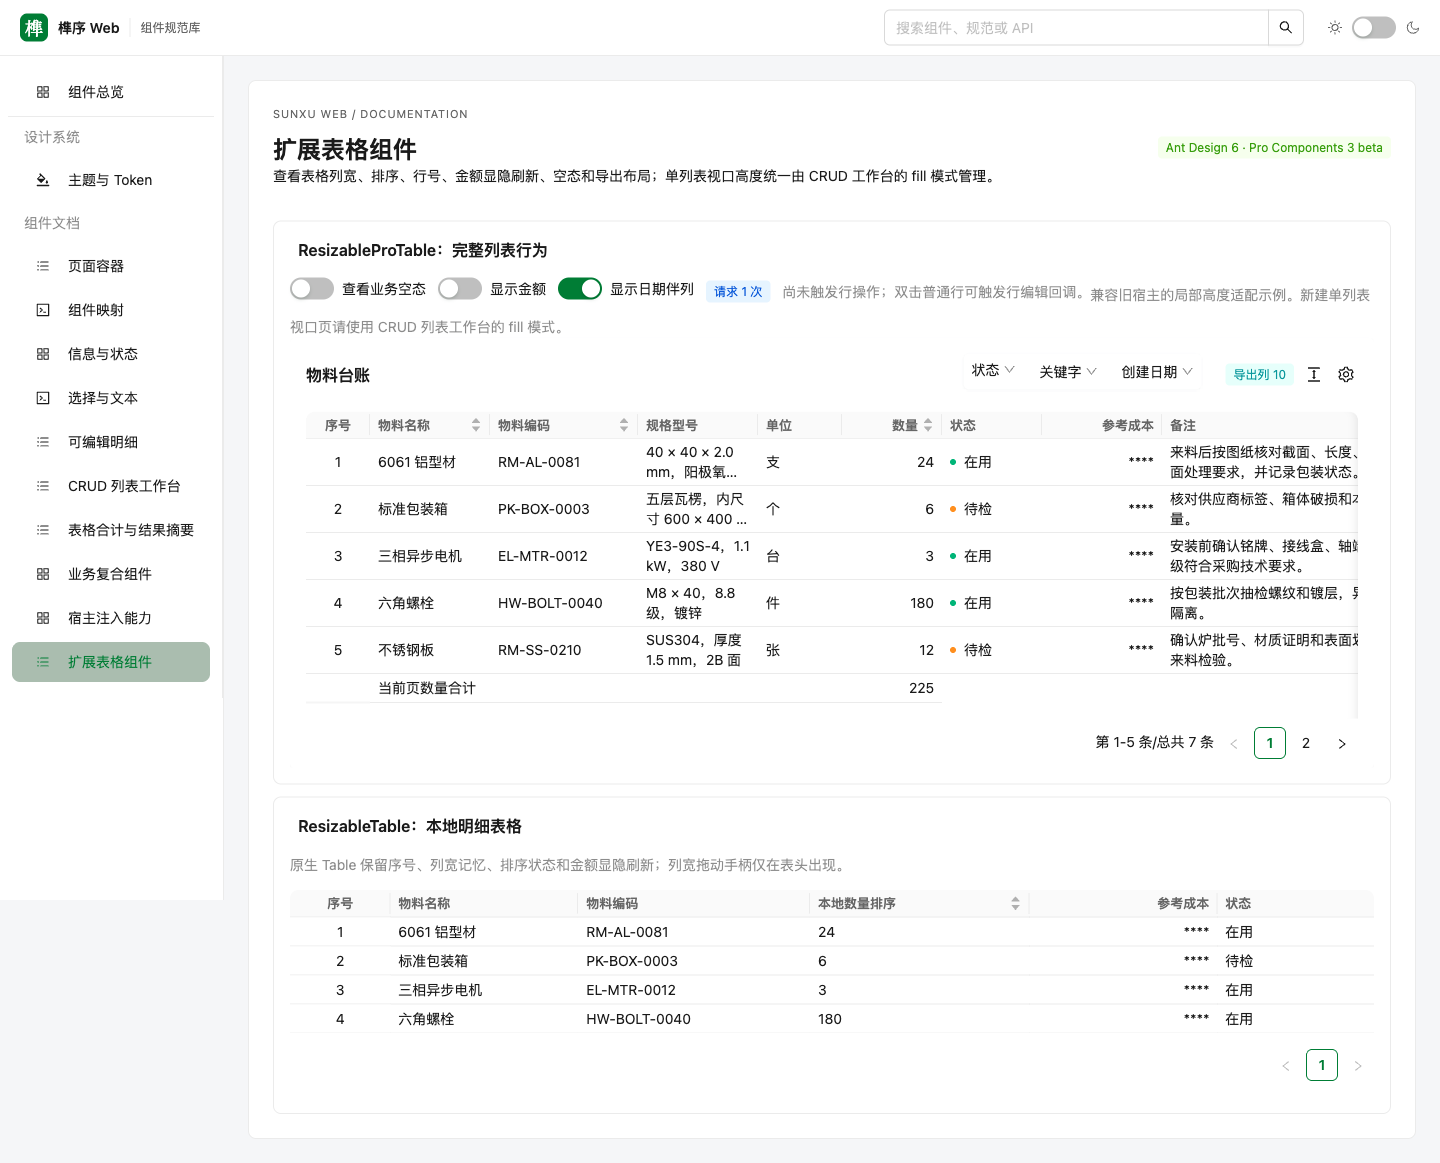 榫 榫序 Web 组件规范库 搜索组件、规范或 API
组件总览
设计系统
主题与 Token
组件文档
页面容器
组件映射
信息与状态
选择与文本
可编辑明细
CRUD 列表工作台
表格合计与结果摘要
业务复合组件
宿主注入能力
扩展表格组件
SUNXU WEB / DOCUMENTATION
扩展表格组件
Ant Design 6 · Pro Components 3 beta
查看表格列宽、排序、行号、金额显隐刷新、空态和导出布局；单列表视口高度统一由 CRUD 工作台的 fill 模式管理。
ResizableProTable：完整列表行为
查看业务空态 显示金额 显示日期伴列 请求 1 次 尚未触发行操作；双击普通行可触发行编辑回调。 兼容旧宿主的局部高度适配示例。新建单列表
视口页请使用 CRUD 列表工作台的 fill 模式。
物料台账 状态 关键字 创建日期 导出列 10
序号 物料名称 物料编码 规格型号 单位 数量 状态 参考成本 备注
1 6061 铝型材 RM-AL-0081 40 × 40 × 2.0 支 24 在用 **** 来料后按图纸核对截面、长度、
mm，阳极氧... 面处理要求，并记录包装状态。
2 标准包装箱 PK-BOX-0003 五层瓦楞，内尺 个 6 待检 **** 核对供应商标签、箱体破损和
寸 600 × 400 ... 量。
3 三相异步电机 EL-MTR-0012 YE3-90S-4，1.1 台 3 在用 **** 安装前确认铭牌、接线盒、轴
kW，380 V 级符合采购技术要求。
4 六角螺栓 HW-BOLT-0040 M8 × 40，8.8 件 180 在用 **** 按包装批次抽检螺纹和镀层，
级，镀锌 隔离。
5 不锈钢板 RM-SS-0210 SUS304，厚度 张 12 待检 **** 确认炉批号、材质证明和表面
1.5 mm，2B 面 来料检验。
当前页数量合计 225
第 1-5 条/总共 7 条 1 2
ResizableTable：本地明细表格
原生 Table 保留序号、列宽记忆、排序状态和金额显隐刷新；列宽拖动手柄仅在表头出现。
序号 物料名称 物料编码 本地数量排序 参考成本 状态
1 6061 铝型材 RM-AL-0081 24 **** 在用
2 标准包装箱 PK-BOX-0003 6 **** 待检
3 三相异步电机 EL-MTR-0012 3 **** 在用
4 六角螺栓 HW-BOLT-0040 180 **** 在用
1